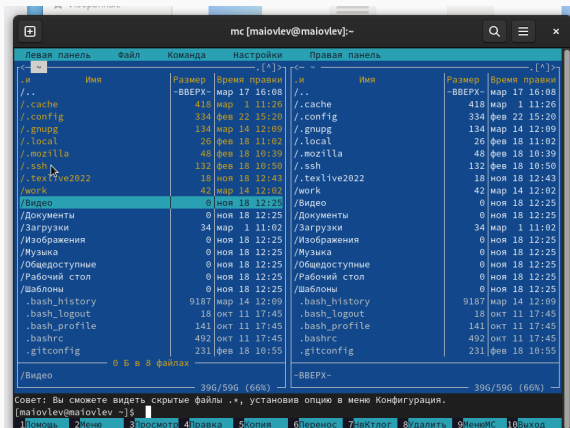 mc [maiovlev@maiovlev]:~
Левая панель Файл Команда Настройки Правая панель
<— ~ .[^]> <— ~ .[^]>
.и Имя Размер Время правки .и Имя Размер Время правки
/.. -ВВЕРХ- мар 17 16:08 /.. -ВВЕРХ- мар 17 16:08
/.cache 418 мар 1 11:26 /.cache 418 мар 1 11:26
/.config 334 фев 22 15:20 /.config 334 фев 22 15:20
/.gnupg 134 мар 14 12:09 /.gnupg 134 мар 14 12:09
/.local 26 фев 18 11:02 /.local 26 фев 18 11:02
/.mozilla 48 фев 18 10:39 /.mozilla 48 фев 18 10:39
/.ssh 132 фев 18 10:50 /.ssh 132 фев 18 10:50
/.texlive2022 18 ноя 18 12:43 /.texlive2022 18 ноя 18 12:43
/work 42 мар 14 12:02 /work 42 мар 14 12:02
/Видео 0 ноя 18 12:25 /Видео 0 ноя 18 12:25
/Документы 0 ноя 18 12:25 /Документы 0 ноя 18 12:25
/Загрузки 34 мар 1 11:02 /Загрузки 34 мар 1 11:02
/Изображения 0 ноя 18 12:25 /Изображения 0 ноя 18 12:25
/Музыка 0 ноя 18 12:25 /Музыка 0 ноя 18 12:25
/Общедоступные 0 ноя 18 12:25 /Общедоступные 0 ноя 18 12:25
/Рабочий стол 0 ноя 18 12:25 /Рабочий стол 0 ноя 18 12:25
/Шаблоны 0 ноя 18 12:25 /Шаблоны 0 ноя 18 12:25
.bash_history 9187 мар 14 12:09 .bash_history 9187 мар 14 12:09
.bash_logout 18 окт 11 17:45 .bash_logout 18 окт 11 17:45
.bash_profile 141 окт 11 17:45 .bash_profile 141 окт 11 17:45
.bashrc 492 окт 11 17:45 .bashrc 492 окт 11 17:45
.gitconfig 231 фев 18 10:55 .gitconfig 231 фев 18 10:55
0 Б в 8 файлах
/Видео -ВВЕРХ-
39G/59G (66%) 39G/59G (66%)
Совет: Вы сможете видеть скрытые файлы .*, установив опцию в меню Конфигурация.
[maiovlev@maiovlev ~]$
1Помощь 2Меню 3Просмотр 4Правка 5Копия 6Перенос 7НвКтлог 8Удалить 9МенюMC 10Выход